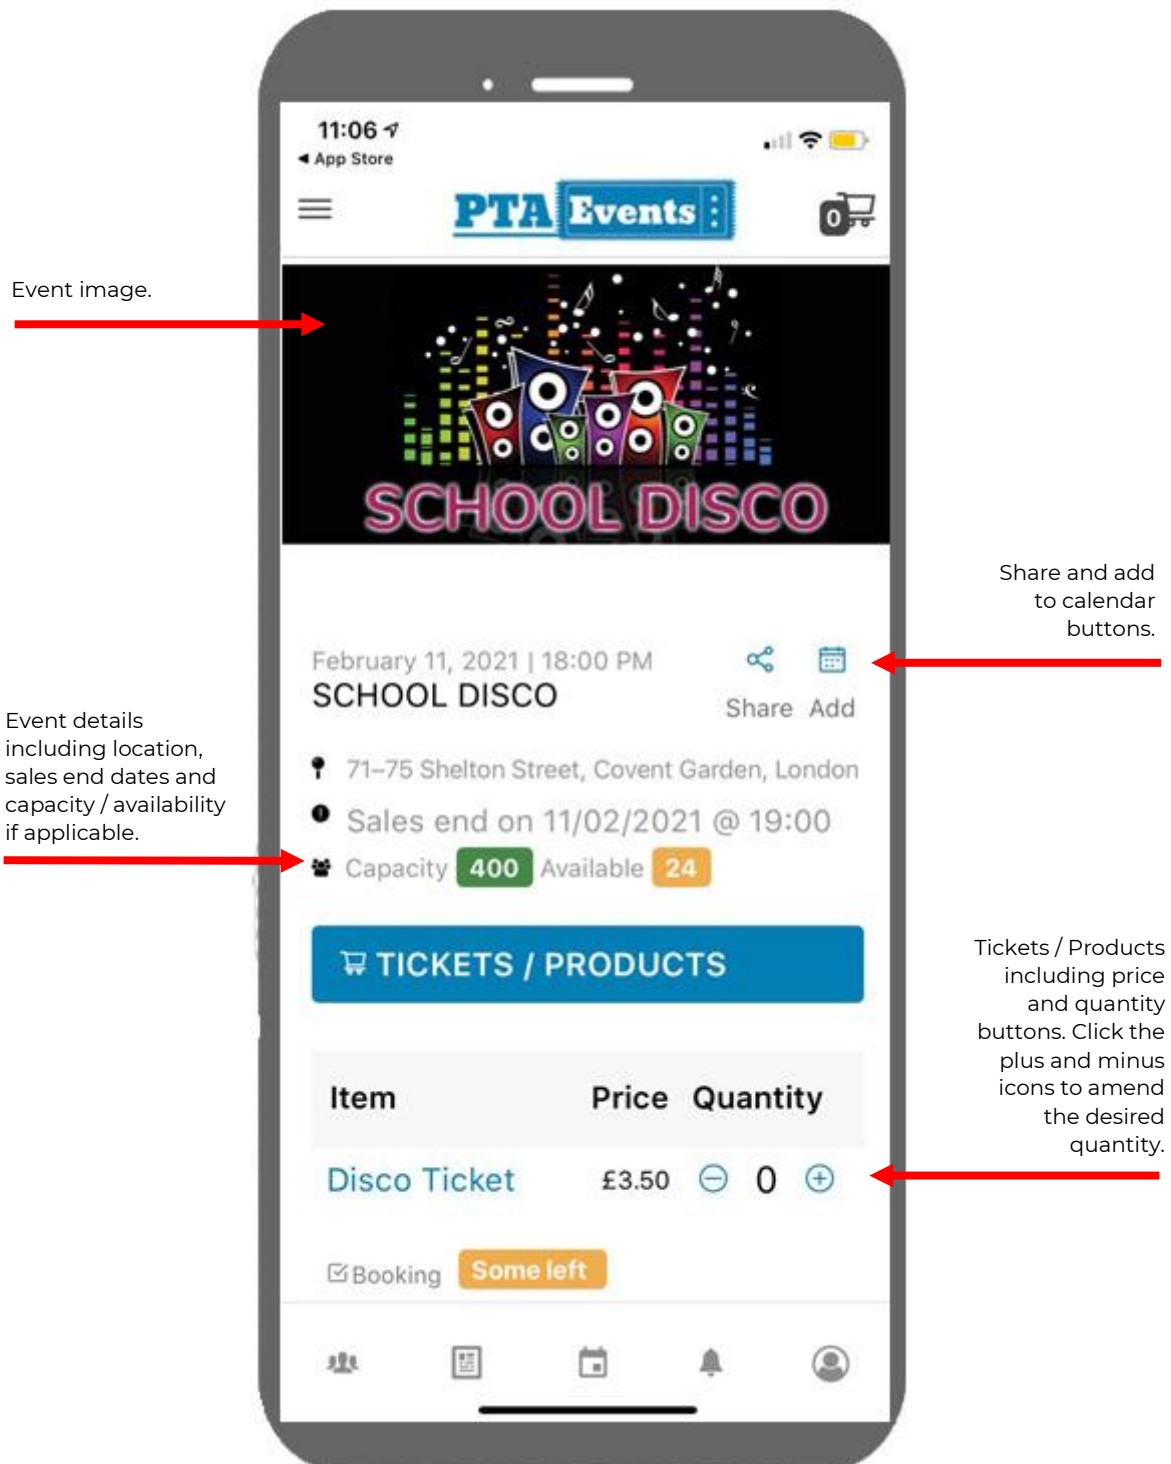 11:06
App Store
PTA Events
0
Event image.
SCHOOL DISCO
Share and add
to calendar
buttons.
February 11, 2021 | 18:00 PM
SCHOOL DISCO
Share Add
Event details
including location,
sales end dates and
capacity / availability
if applicable.
71–75 Shelton Street, Covent Garden, London
Sales end on 11/02/2021 @ 19:00
Capacity 400 Available 24
TICKETS / PRODUCTS
Tickets / Products
including price
and quantity
buttons. Click the
plus and minus
icons to amend
the desired
quantity.
Item Price Quantity
Disco Ticket £3.50 0
Booking Some left